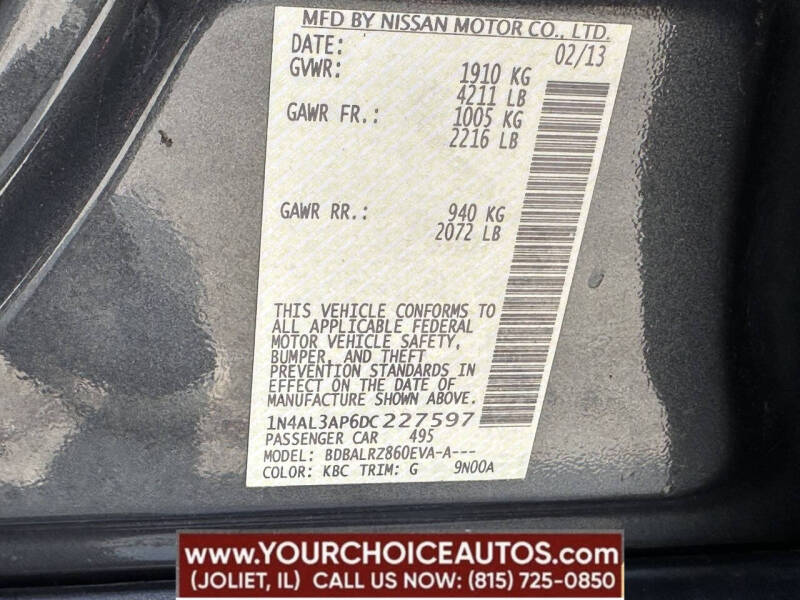 MFD BY NISSAN MOTOR CO., LTD.
DATE: 02/13
GVWR: 1910 KG
4211 LB
GAWR FR.: 1005 KG
2216 LB
GAWR RR.: 940 KG
2072 LB
THIS VEHICLE CONFORMS TO
ALL APPLICABLE FEDERAL
MOTOR VEHICLE SAFETY,
BUMPER, AND THEFT
PREVENTION STANDARDS IN
EFFECT ON THE DATE OF
MANUFACTURE SHOWN ABOVE.
1N4AL3AP6DC227597
PASSENGER CAR 495
MODEL: BDBALRZ860EVA-A---
COLOR: KBC TRIM: G 9N00A
www.YOURCHOICEAUTOS.com
(JOLIET, IL) CALL US NOW: (815) 725-0850